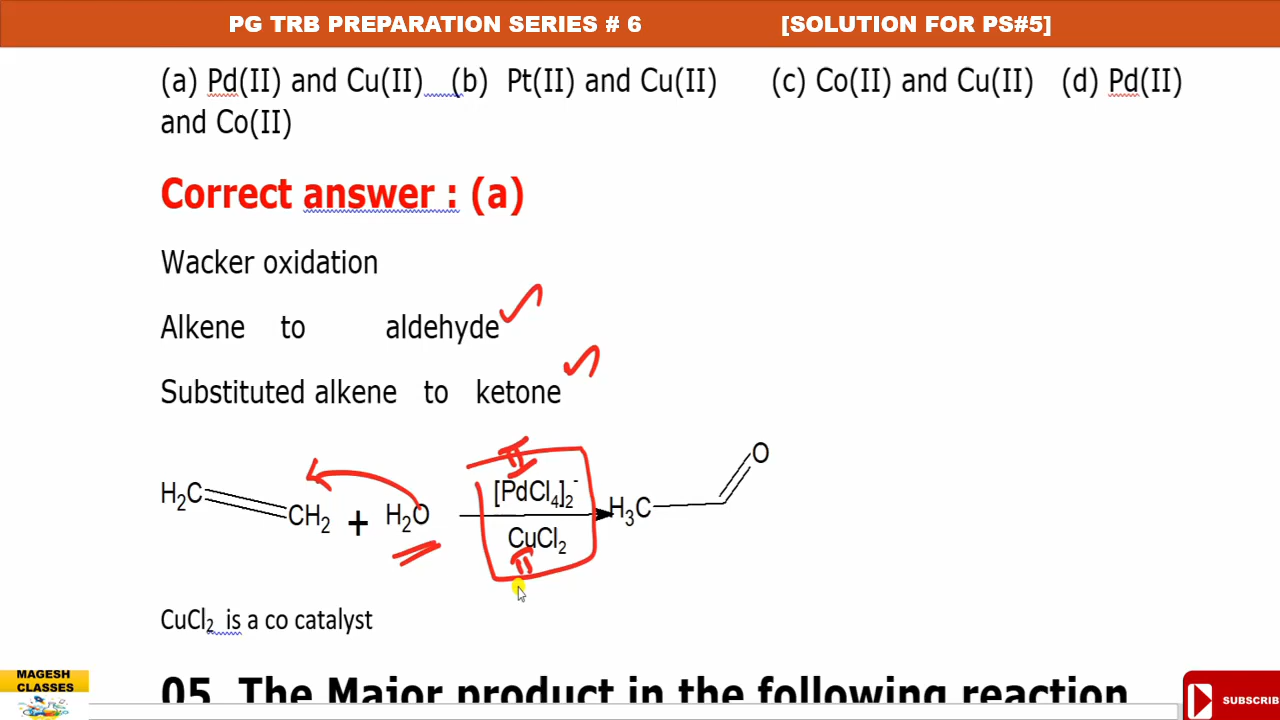 PG TRB PREPARATION SERIES # 6 [SOLUTION FOR PS#5]
(a) Pd(II) and Cu(II) (b) Pt(II) and Cu(II) (c) Co(II) and Cu(II) (d) Pd(II)
and Co(II)
Correct answer : (a)
Wacker oxidation
Alkene to aldehyde
Substituted alkene to ketone
O
II
H₂C CH₂ + H₂O [PdCl₄]₂⁻ H₃C
CuCl₂
II
CuCl₂ is a co catalyst
MAGESH
CLASSES
05. The Major product in the following reaction
SUBSCRIB